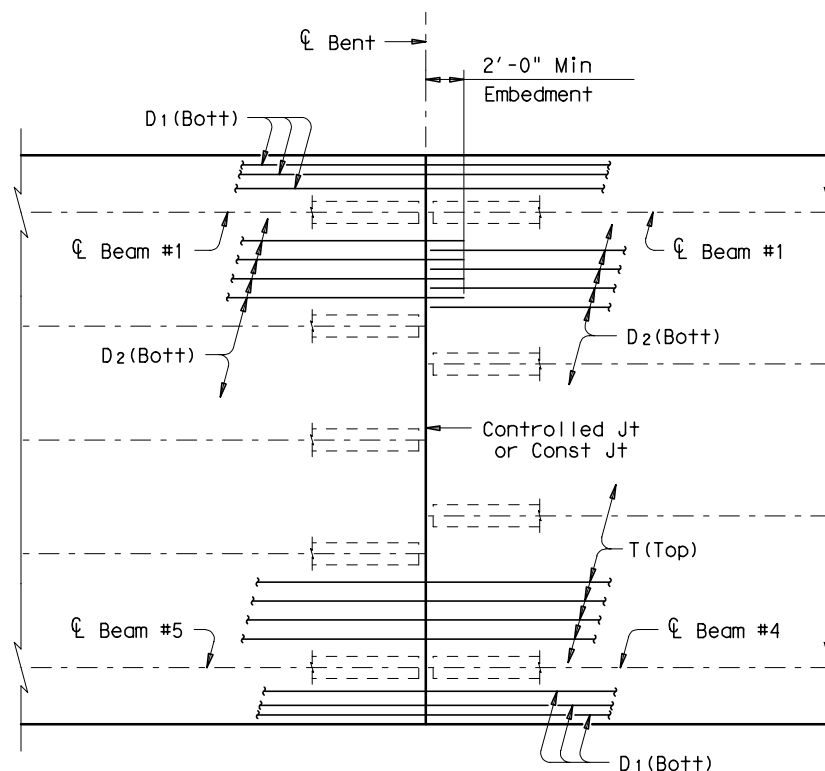 ℄ Bent
2'-0" Min
Embedment
D1(Bott)
℄ Beam #1
℄ Beam #1
D2(Bott)
D2(Bott)
Controlled Jt
or Const Jt
T(Top)
℄ Beam #5
℄ Beam #4
D1(Bott)